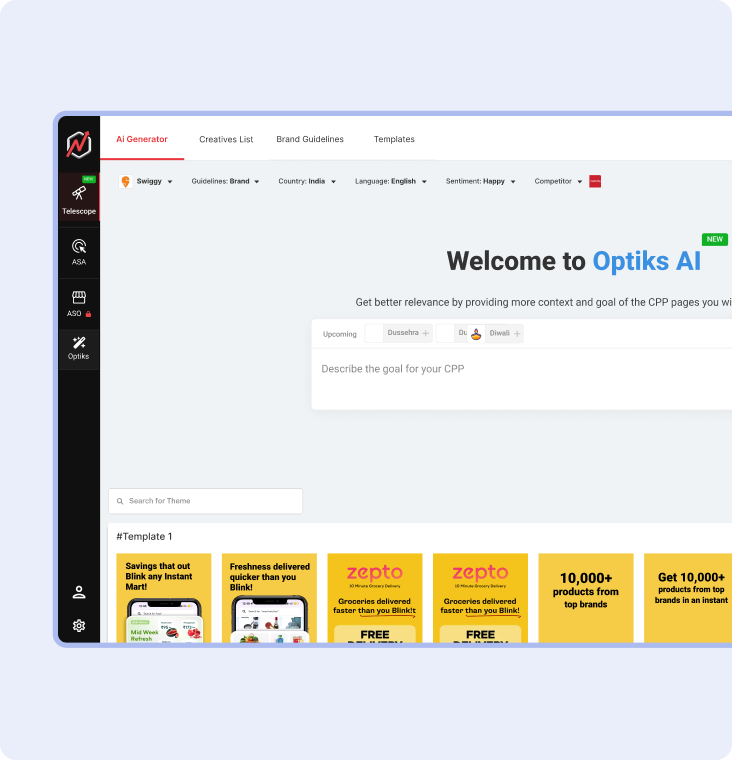 Ai Generator
Creatives List
Brand Guidelines
Templates
NEW
Telescope
ASA
ASO
Optiks
Swiggy
Guidelines: Brand
Country: India
Language: English
Sentiment: Happy
Competitor
NEW
Welcome to Optiks AI
Get better relevance by providing more context and goal of the CPP pages you wi
Upcoming
Dussehra +
Du
Diwali +
Describe the goal for your CPP
Search for Theme
#Template 1
Savings that out
Blink any Instant
Mart!
Mid Week
Refresh
Freshness delivered
quicker than you
Blink!
zepto
10 Minute Grocery Delivery
Groceries delivered
faster than you Blink!t
FREE
DELIVERY
zepto
10 Minute Grocery Delivery
Groceries delivered
faster than you Blink!
FREE
DELIVERY
10,000+
products from
top brands
Get 10,000+
products from top
brands in an instant